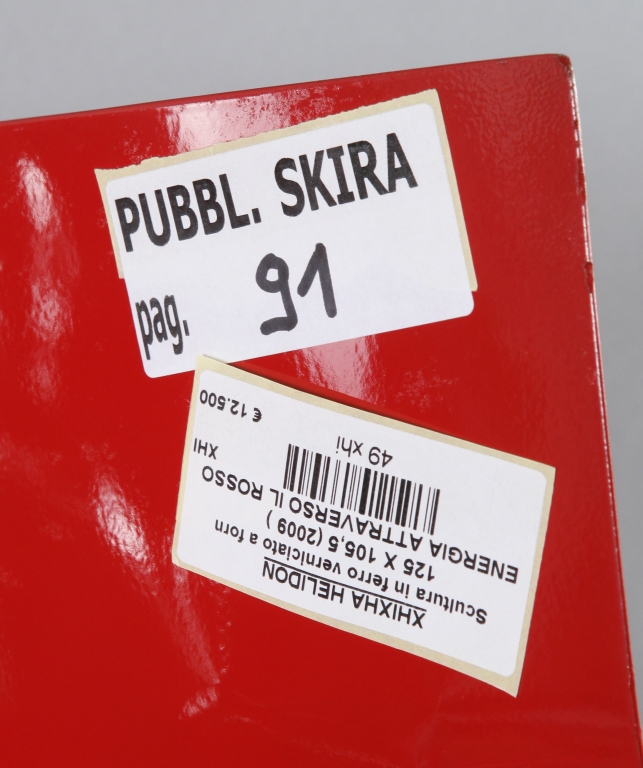 PUBBL. SKIRA
pag. 91
XHIXHA HELIDON
Scultura in ferro verniciato a forn
125 X 105,5 (2009 )
ENERGIA ATTRAVERSO IL ROSSO
XHI
49 xhi
€ 12.500